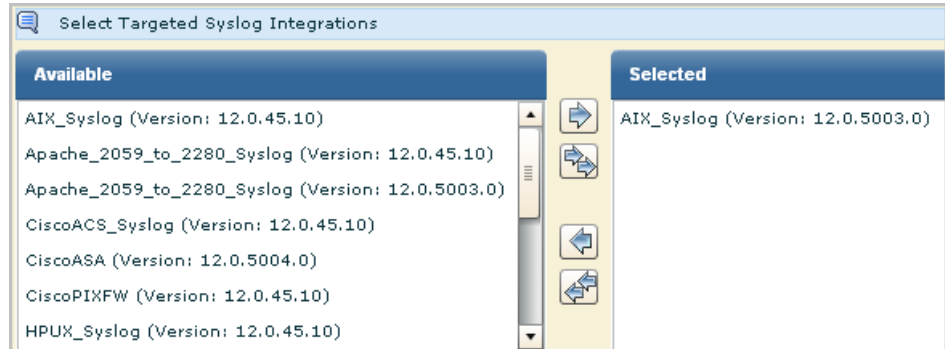 Select Targeted Syslog Integrations
Available
AIX_Syslog (Version: 12.0.45.10)
Apache_2059_to_2280_Syslog (Version: 12.0.45.10)
Apache_2059_to_2280_Syslog (Version: 12.0.5003.0)
CiscoACS_Syslog (Version: 12.0.45.10)
CiscoASA (Version: 12.0.5004.0)
CiscoPIXFW (Version: 12.0.45.10)
HPUX_Syslog (Version: 12.0.45.10)
Selected
AIX_Syslog (Version: 12.0.5003.0)